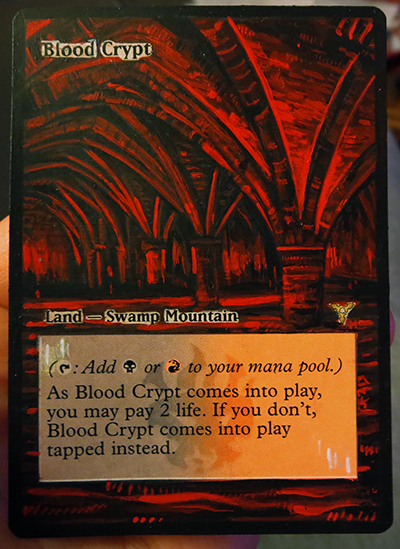 Blood Crypt
Land — Swamp Mountain
( : Add or to your mana pool.)
As Blood Crypt comes into play,
you may pay 2 life. If you don't,
Blood Crypt comes into play
tapped instead.